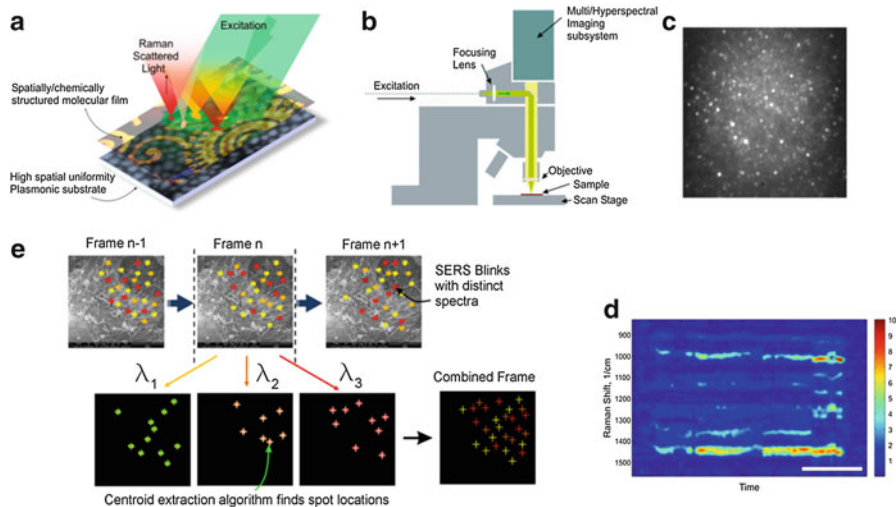 a
Excitation
Raman
Scattered
Light
Spatially/chemically
structured molecular film
High spatial uniformity
Plasmonic substrate
b
Multi/Hyperspectral
Imaging
subsystem
Focusing
Lens
Excitation
Objective
Sample
Scan Stage
c
e
Frame n-1
Frame n
Frame n+1
SERS Blinks
with distinct
spectra
λ1
λ2
λ3
Combined Frame
Centroid extraction algorithm finds spot locations
d
Raman Shift, 1/cm
900
1000
1100
1200
1300
1400
1500
Time
10
9
8
7
6
5
4
3
2
1